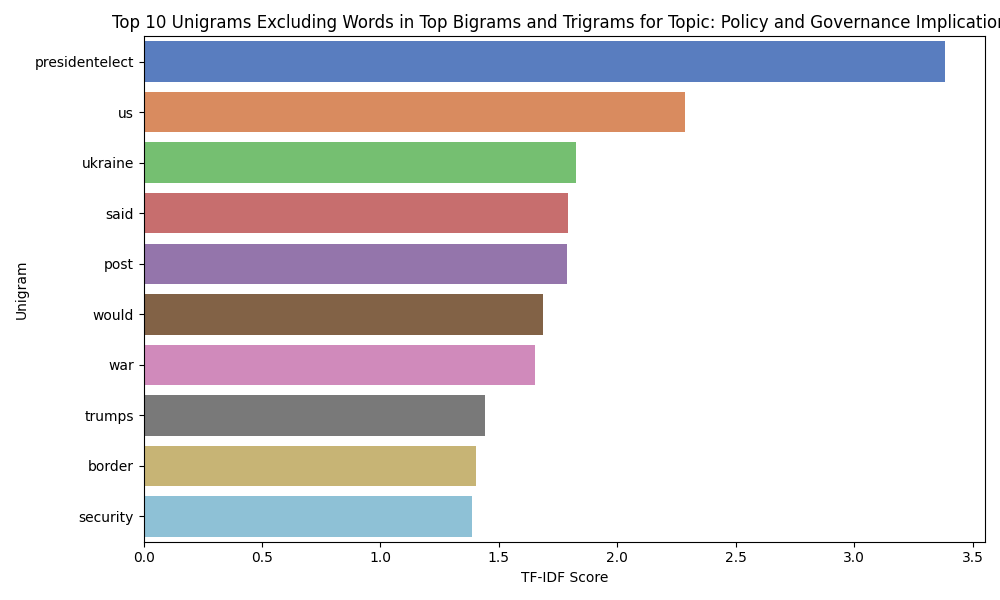 Top 10 Unigrams Excluding Words in Top Bigrams and Trigrams for Topic: Policy and Governance Implication
presidentelect
us
ukraine
said
post
would
war
trumps
border
security
Unigram
0.0 0.5 1.0 1.5 2.0 2.5 3.0 3.5
TF-IDF Score